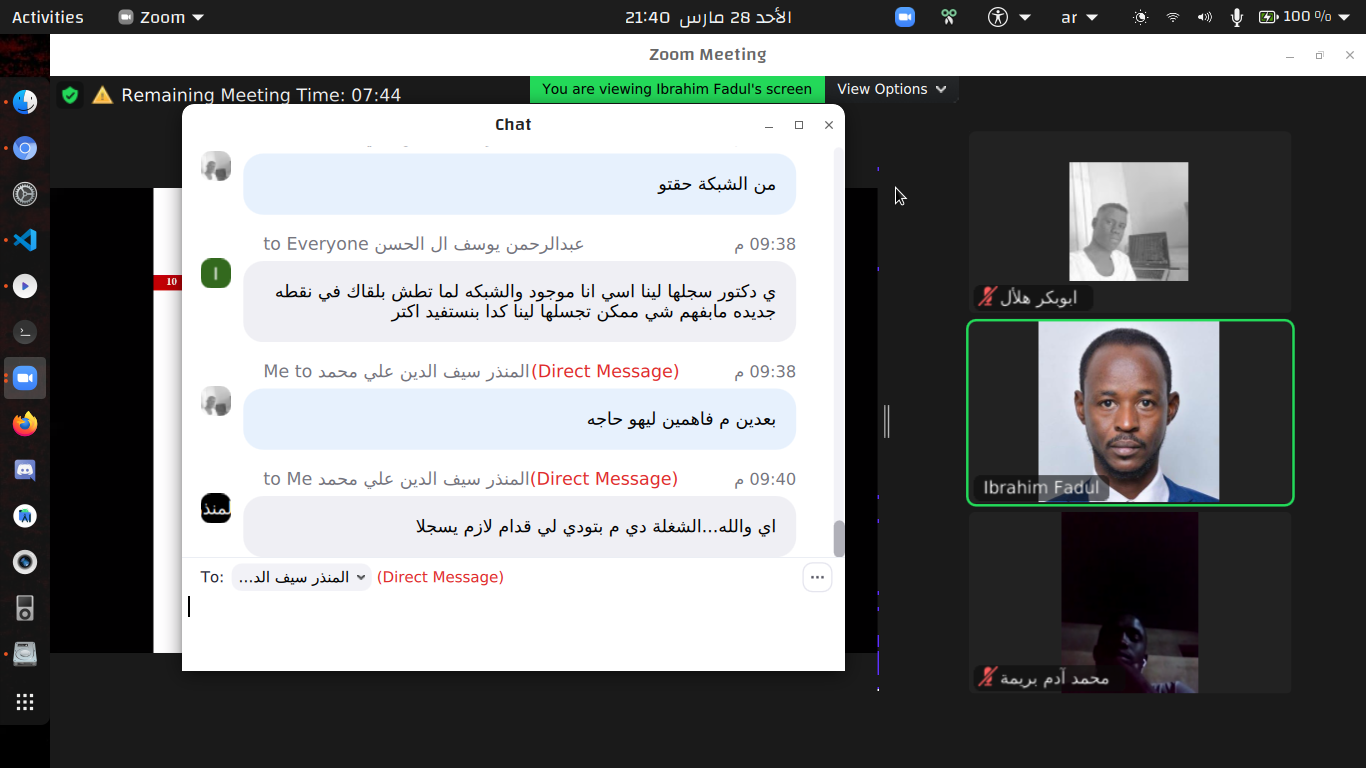 Activities
Zoom
21:40 الأحد 28 مارس
ar
100 %
Zoom Meeting
Remaining Meeting Time: 07:44
You are viewing Ibrahim Fadul's screen
View Options
Chat
من الشبكة حقتو
عبدالرحمن يوسف ال الحسن to Everyone
09:38 م
ا
ي دكتور سجلها لينا اسي انا موجود والشبكه لما تطش بلقاك في نقطه
جديده مابفهم شي ممكن تجسلها لينا كدا بنستفيد اكتر
Me to المنذر سيف الدين علي محمد (Direct Message)
09:38 م
بعدين م فاهمين ليهو حاجه
المنذر سيف الدين علي محمد to Me (Direct Message)
09:40 م
المنذ
اي والله...الشغلة دي م بتودي لي قدام لازم يسجلا
To: المنذر سيف الد... (Direct Message)
10
ابوبكر هلأل
Ibrahim Fadul
محمد آدم بريمة